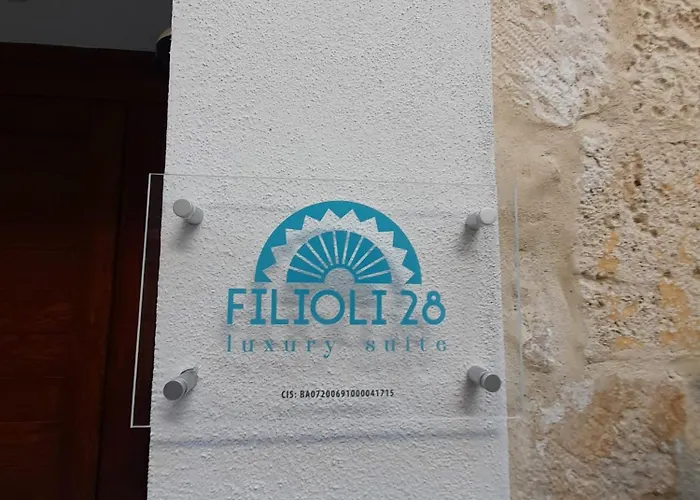 FILIOLI 28
luxury suite
CIS: BA07200691000041715